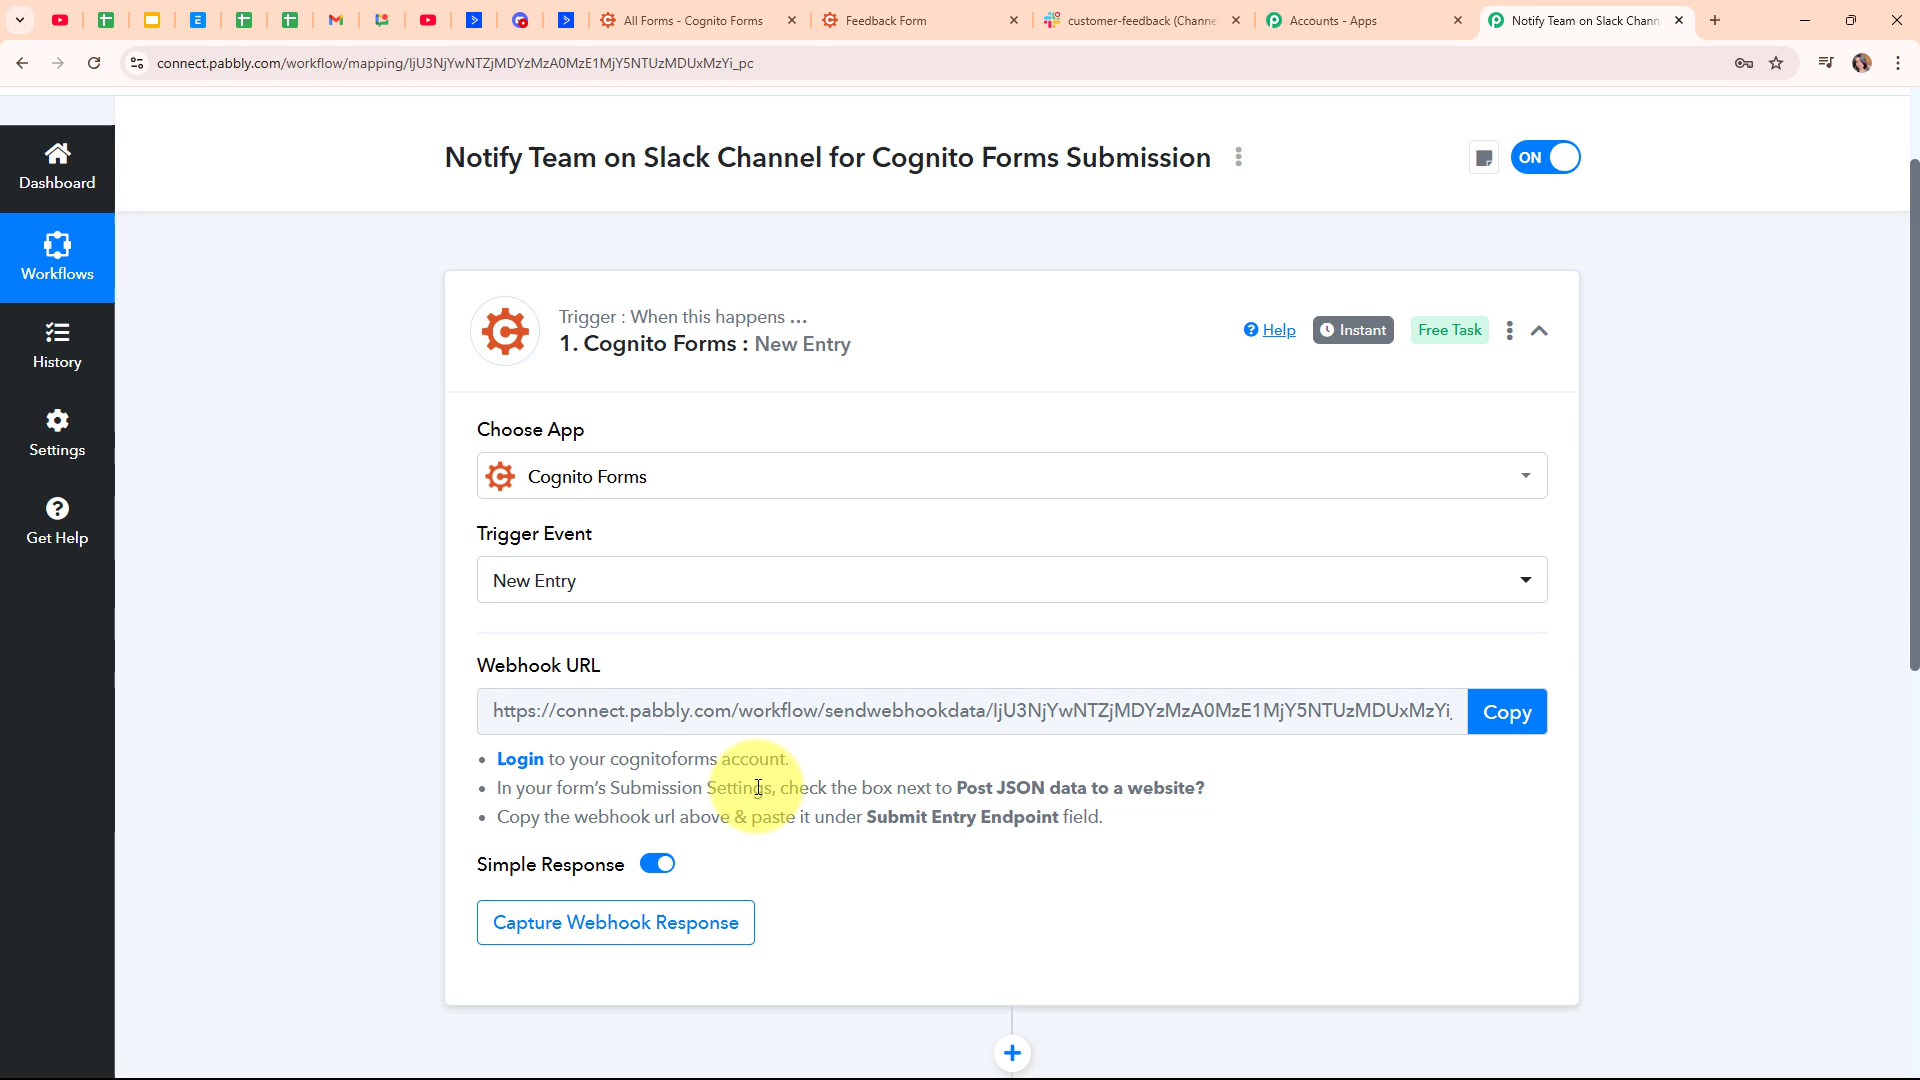 All Forms - Cognito Forms
Feedback Form
customer-feedback (Channe
Accounts - Apps
Notify Team on Slack Chann
connect.pabbly.com/workflow/mapping/IjU3NjYwNTZjMDYzMzA0MzE1MjY5NTUzMDUxMzYi_pc
Dashboard
Workflows
History
Settings
Get Help
Notify Team on Slack Channel for Cognito Forms Submission
ON
Trigger : When this happens ...
1. Cognito Forms : New Entry
Help
Instant
Free Task
Choose App
Cognito Forms
Trigger Event
New Entry
Webhook URL
https://connect.pabbly.com/workflow/sendwebhookdata/IjU3NjYwNTZjMDYzMzA0MzE1MjY5NTUzMDUxMzYi_
Copy
• Login to your cognitoforms account.
• In your form's Submission Settings, check the box next to Post JSON data to a website?
• Copy the webhook url above & paste it under Submit Entry Endpoint field.
Simple Response
Capture Webhook Response